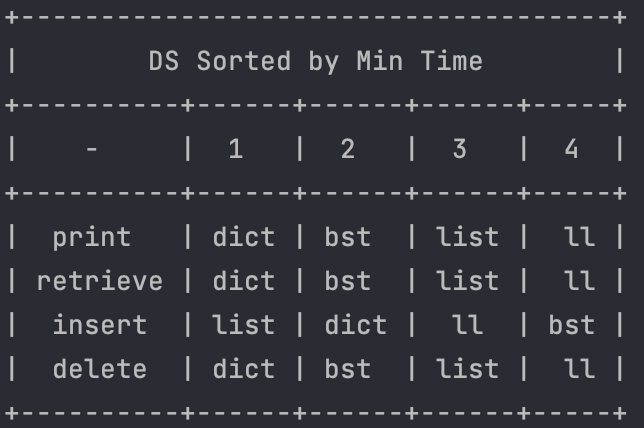 +--------------------------------------+
|        DS Sorted by Min Time        |
+----------+------+------+------+-----+
|    -     |  1   |  2   |  3   |  4  |
+----------+------+------+------+-----+
|  print   | dict | bst  | list |  ll |
| retrieve | dict | bst  | list |  ll |
|  insert  | list | dict |  ll  | bst |
|  delete  | dict | bst  | list |  ll |
+----------+------+------+------+-----+